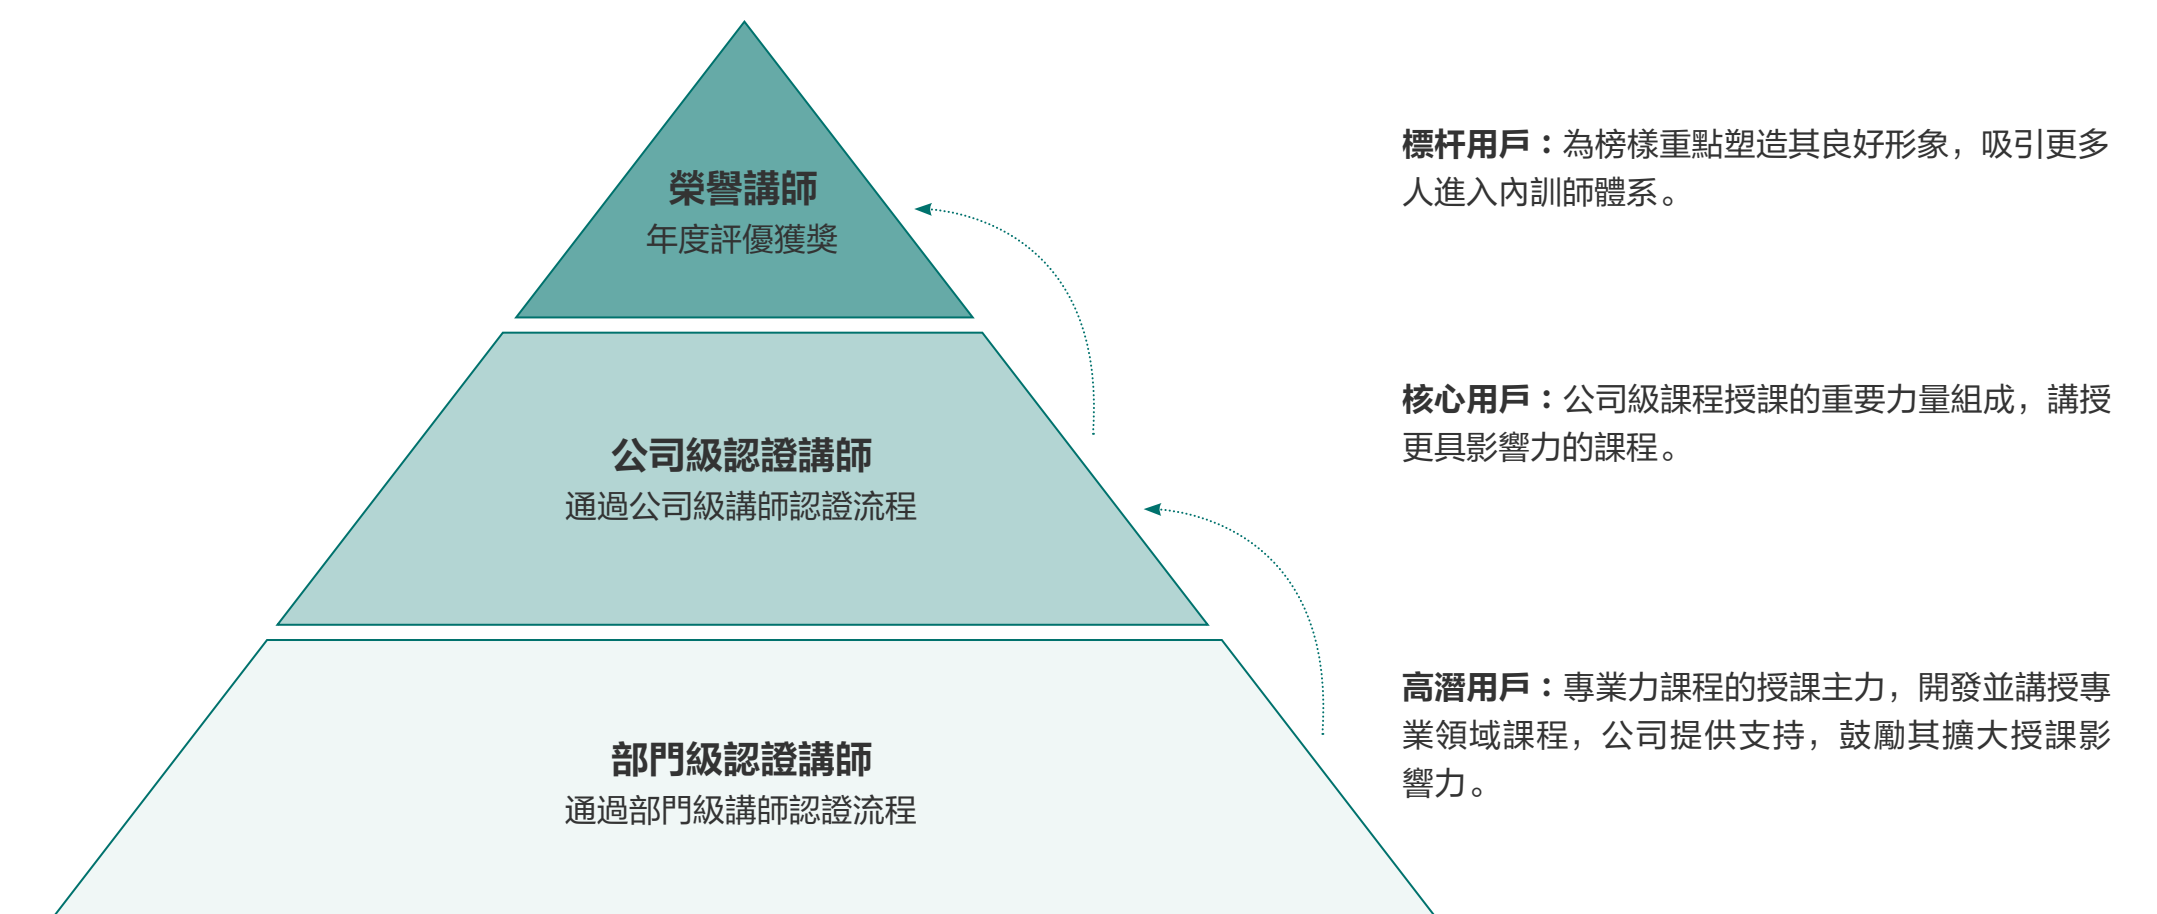 榮譽講師
年度評優獲獎
標杆用戶：為榜樣重點塑造其良好形象，吸引更多
人進入內訓師體系。
公司級認證講師
通過公司級講師認證流程
核心用戶：公司級課程授課的重要力量組成，講授
更具影響力的課程。
部門級認證講師
通過部門級講師認證流程
高潛用戶：專業力課程的授課主力，開發並講授專
業領域課程，公司提供支持，鼓勵其擴大授課影
響力。